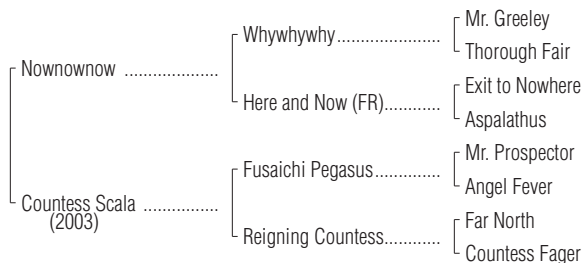 Mr. Greeley
Whywhywhy......................
Thorough Fair
Nownownow ....................
Exit to Nowhere
Here and Now (FR)............
Aspalathus
Mr. Prospector
Fusaichi Pegasus..............
Angel Fever
Countess Scala ................
(2003)
Far North
Reigning Countess............
Countess Fager